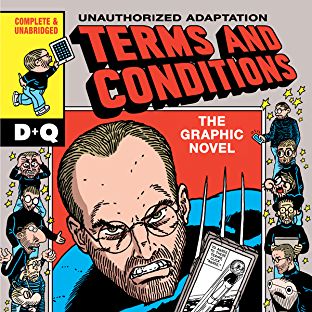 COMPLETE &
UNABRIDGED
UNAUTHORIZED ADAPTATION
TERMS AND
CONDITIONS
D+Q
THE
GRAPHIC
NOVEL